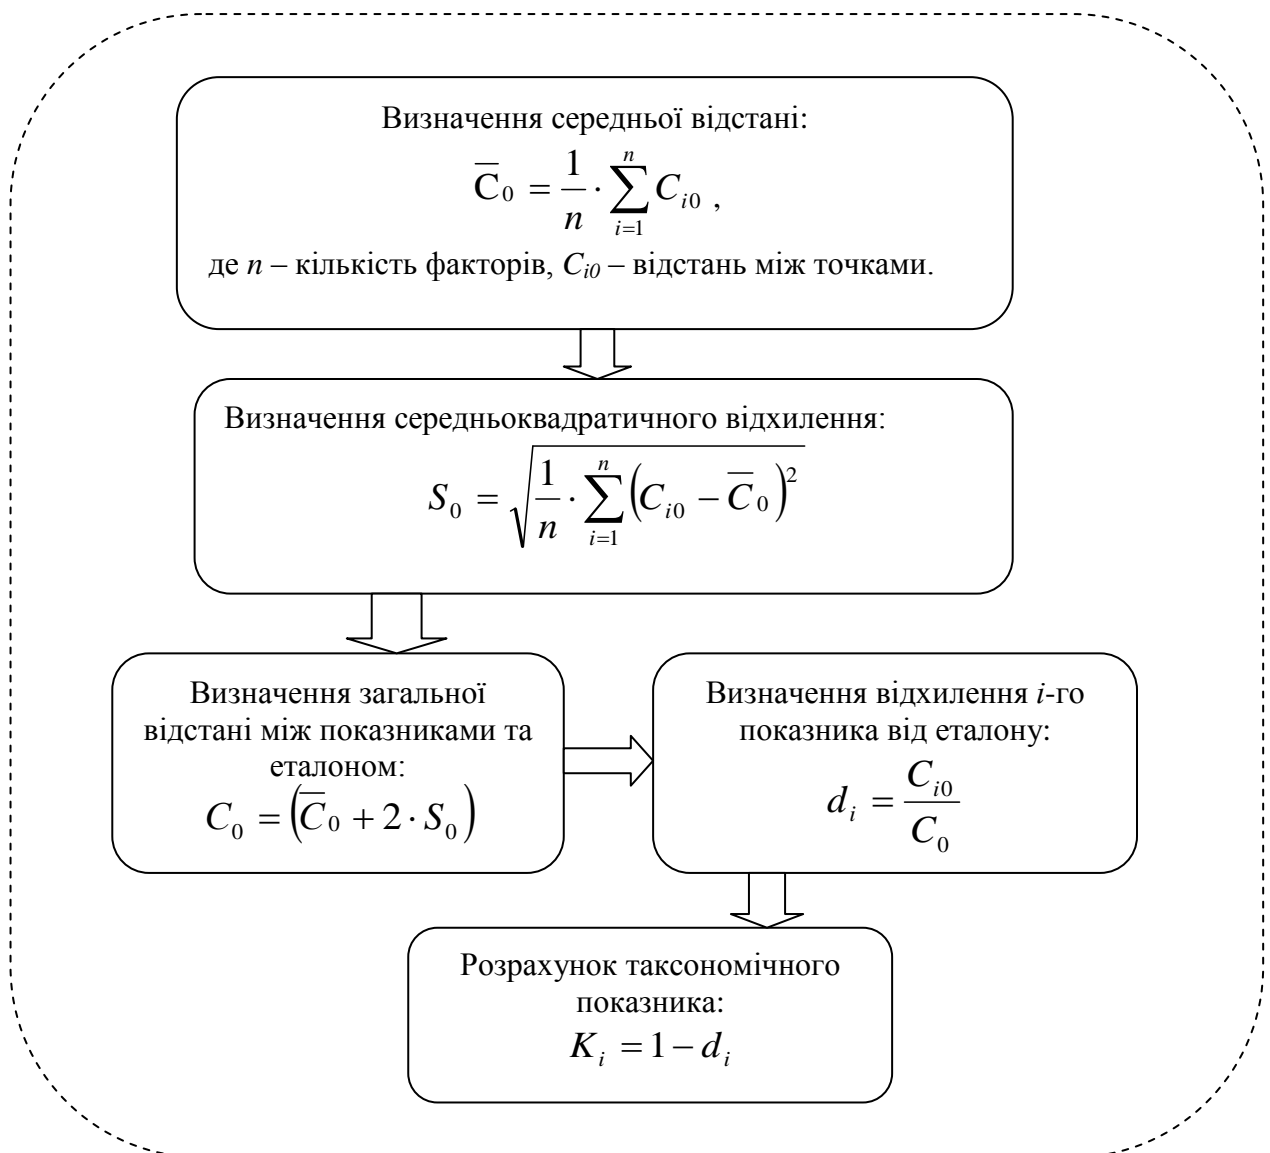 Визначення середньої відстані:
C̅₀ = 1/n · ∑ᵢ₌₁ⁿ Cᵢ₀ ,
де n – кількість факторів, Cᵢ₀ – відстань між точками.
Визначення середньоквадратичного відхилення:
S₀ = √(1/n · ∑ᵢ₌₁ⁿ (Cᵢ₀ − C̅₀)²)
Визначення загальної
відстані між показниками та
еталоном:
C₀ = (C̅₀ + 2 · S₀)
Визначення відхилення i-го
показника від еталону:
dᵢ = Cᵢ₀/C₀
Розрахунок таксономічного
показника:
Kᵢ = 1 − dᵢ